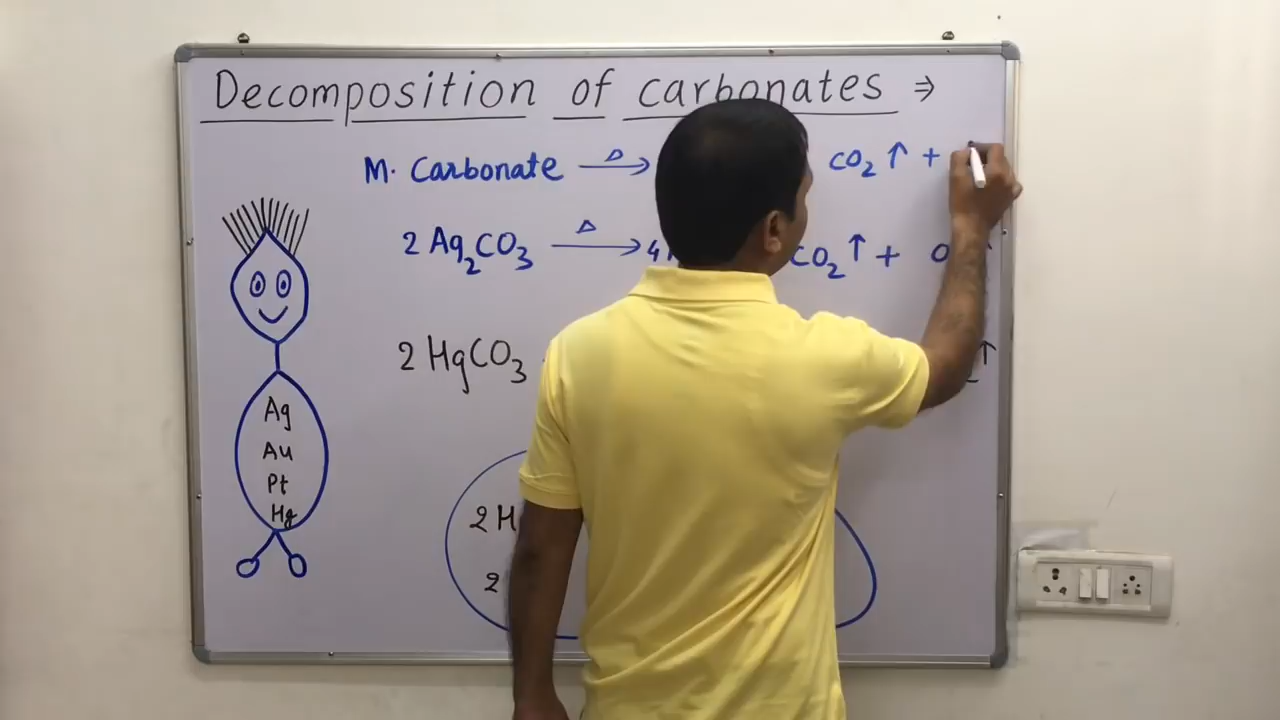 Decomposition of carbonates ⇒
M. Carbonate —Δ→ CO₂ ↑ +
2 Ag₂CO₃ —Δ→ 4 CO₂ ↑ + O
2 HgCO₃ ↑
Ag
Au
Pt
Hg
2 H
2